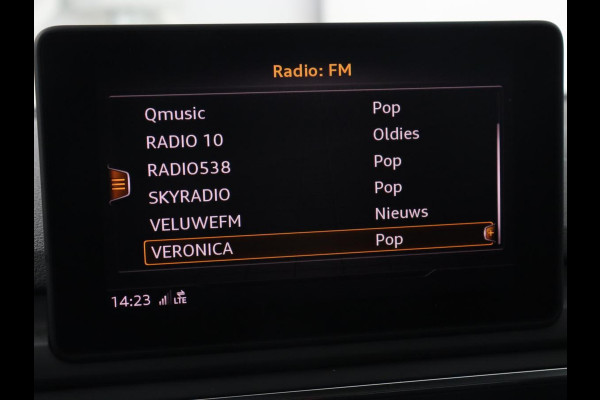 Radio: FM
Qmusic Pop
RADIO 10 Oldies
RADIO538 Pop
SKYRADIO Pop
VELUWEFM Nieuws
VERONICA Pop
14:23 LTE